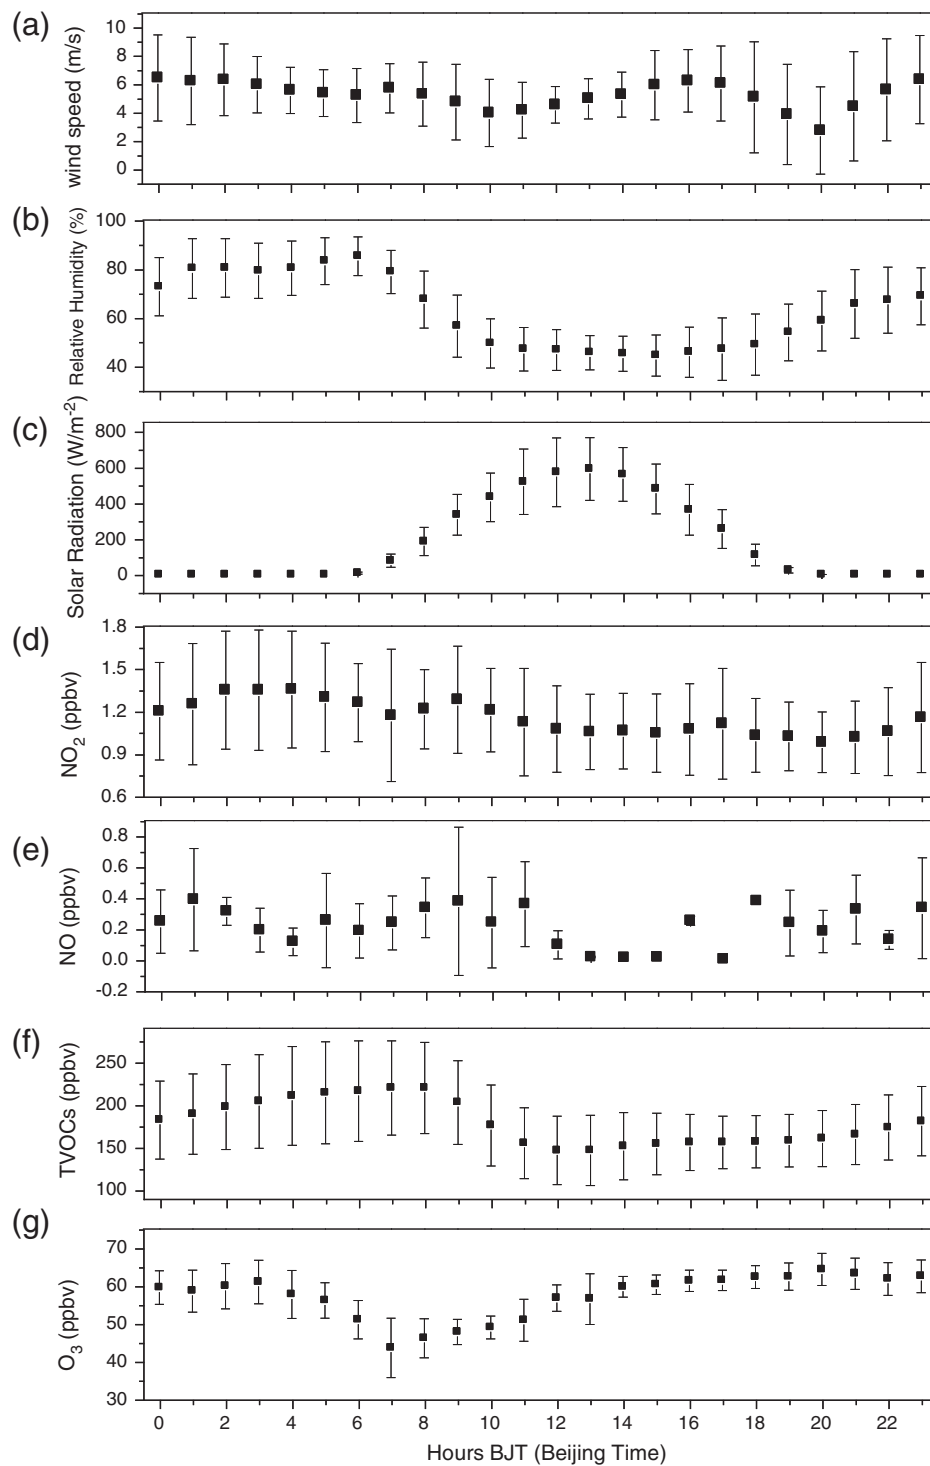 (a)
wind speed (m/s)
10
8
6
4
2
0
(b)
Relative Humidity (%)
100
80
60
40
(c)
Solar Radiation (W/m⁻²)
800
600
400
200
0
(d)
NO₂ (ppbv)
1.8
1.5
1.2
0.9
0.6
(e)
NO (ppbv)
0.8
0.6
0.4
0.2
0.0
-0.2
(f)
TVOCs (ppbv)
250
200
150
100
(g)
O₃ (ppbv)
70
60
50
40
30
0 2 4 6 8 10 12 14 16 18 20 22
Hours BJT (Beijing Time)